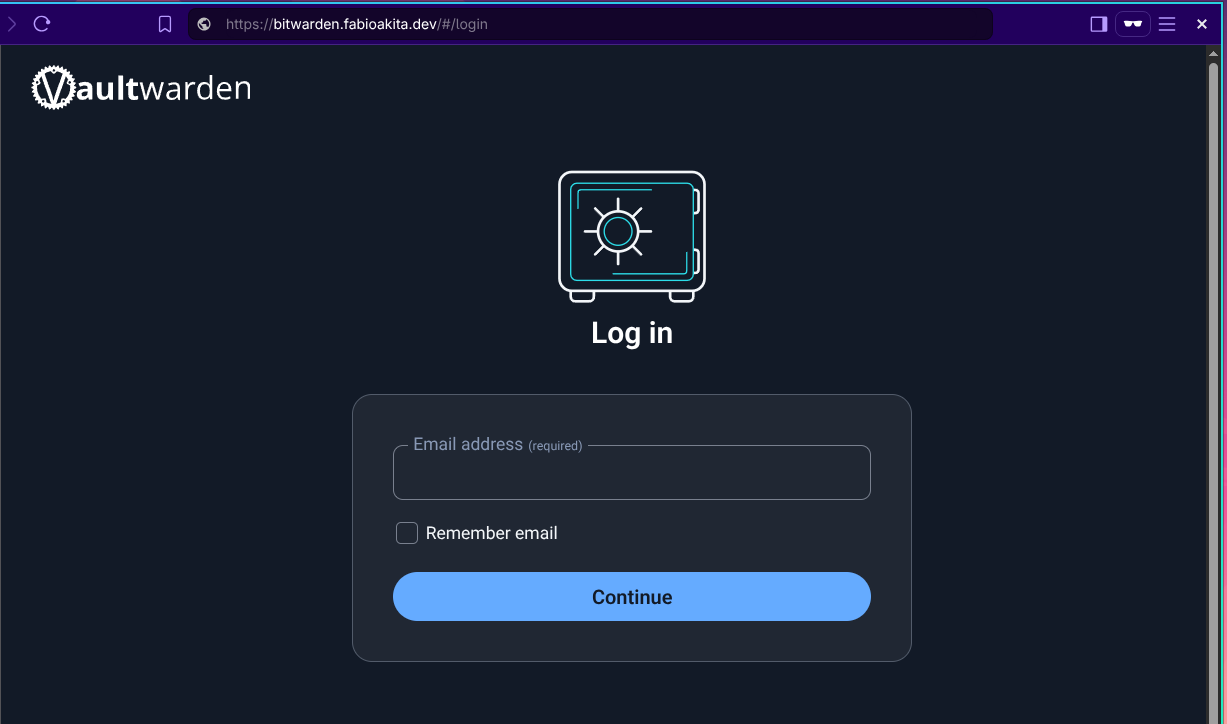 https://bitwarden.fabioakita.dev/#/login
Vaultwarden
Log in
Email address (required)
Remember email
Continue